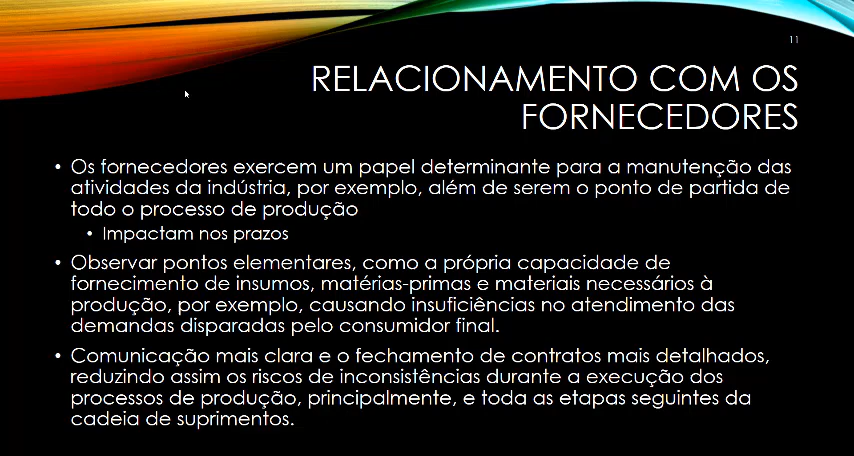 11
RELACIONAMENTO COM OS
FORNECEDORES
• Os fornecedores exercem um papel determinante para a manutenção das
atividades da indústria, por exemplo, além de serem o ponto de partida de
todo o processo de produção
• Impactam nos prazos
• Observar pontos elementares, como a própria capacidade de
fornecimento de insumos, matérias-primas e materiais necessários à
produção, por exemplo, causando insuficiências no atendimento das
demandas disparadas pelo consumidor final.
• Comunicação mais clara e o fechamento de contratos mais detalhados,
reduzindo assim os riscos de inconsistências durante a execução dos
processos de produção, principalmente, e toda as etapas seguintes da
cadeia de suprimentos.